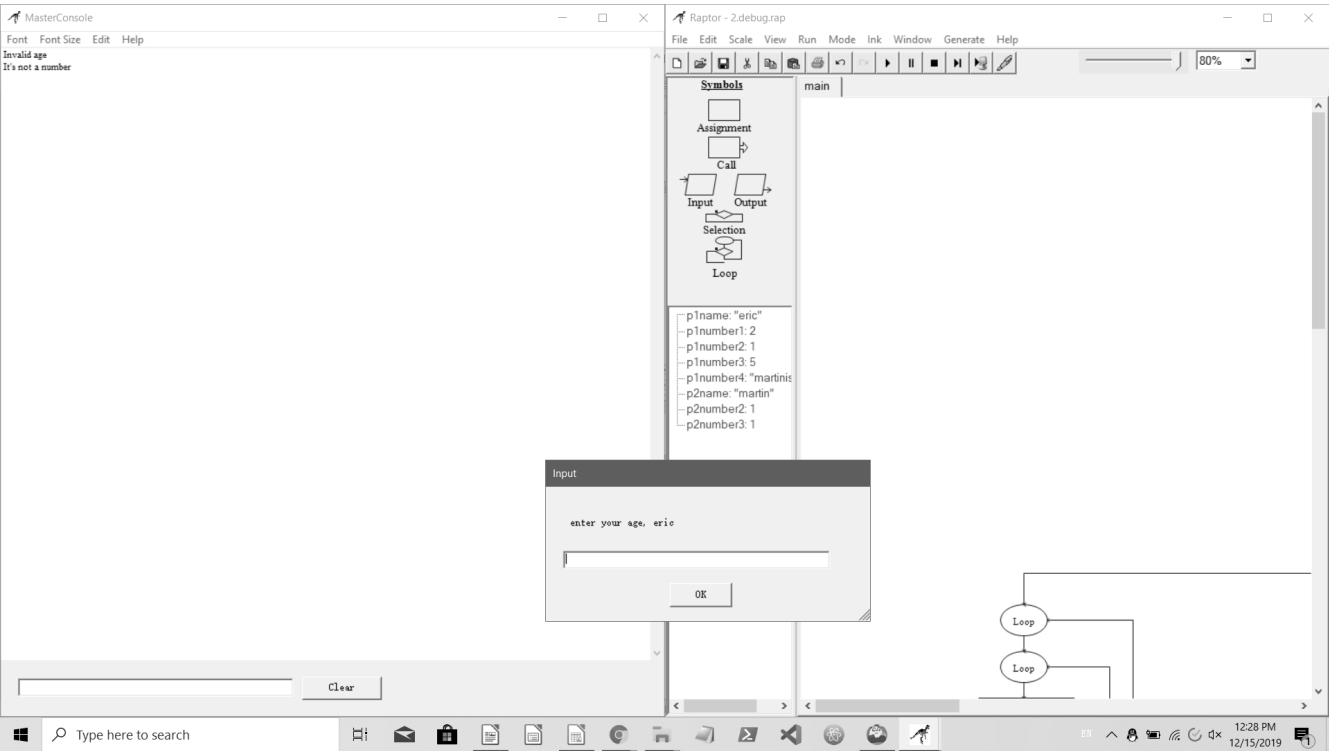 MasterConsole
Font Font Size Edit Help
Invalid age
It's not a number
Clear
Raptor - 2.debug.rap
File Edit Scale View Run Mode Ink Window Generate Help
80%
Symbols
Assignment
Call
Input Output
Selection
Loop
main
p1name: "eric"
p1number1: 2
p1number2: 1
p1number3: 5
p1number4: "martinis
p2name: "martin"
p2number2: 1
p2number3: 1
Input
enter your age, eric
OK
Loop
Loop
Type here to search
EN
12:28 PM
12/15/2019
1